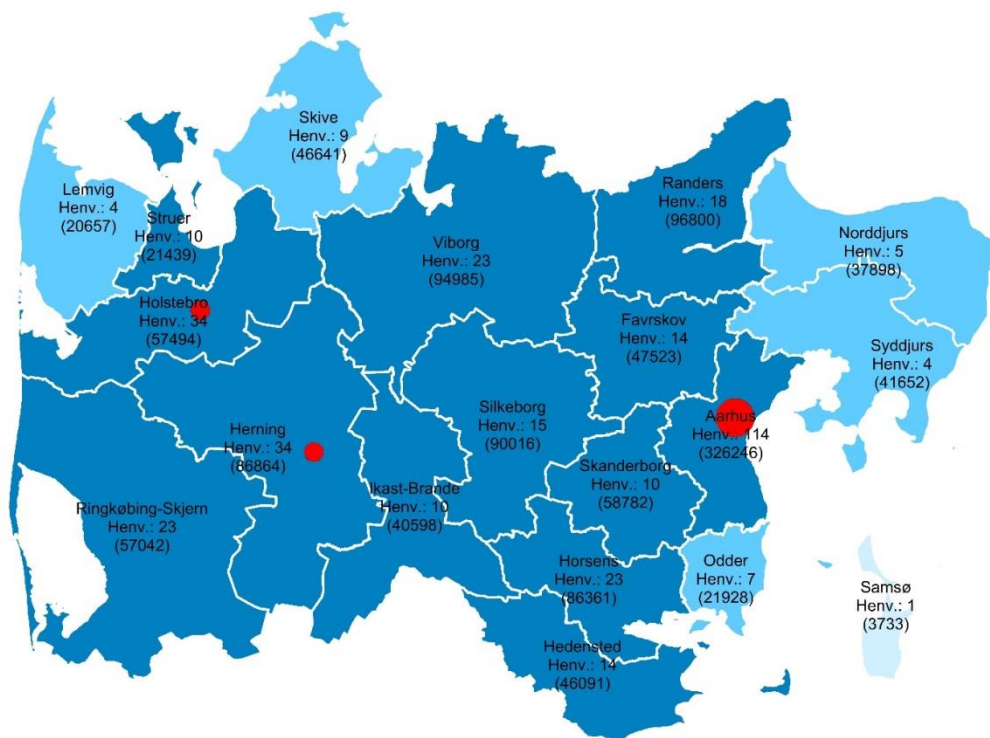 Skive
Henv.: 9
(46641)
Lemvig
Henv.: 4
(20657)
Struer
Henv.: 10
(21439)
Viborg
Henv.: 23
(94985)
Randers
Henv.: 18
(96800)
Norddjurs
Henv.: 5
(37898)
Holstebro
Henv.: 34
(57494)
Favrskov
Henv.: 14
(47523)
Syddjurs
Henv.: 4
(41652)
Herning
Henv.: 34
(86864)
Silkeborg
Henv.: 15
(90016)
Aarhus
Henv.: 114
(326246)
Skanderborg
Henv.: 10
(58782)
Ikast-Brande
Henv.: 10
(40598)
Ringkøbing-Skjern
Henv.: 23
(57042)
Horsens
Henv.: 23
(86361)
Odder
Henv.: 7
(21928)
Samsø
Henv.: 1
(3733)
Hedensted
Henv.: 14
(46091)